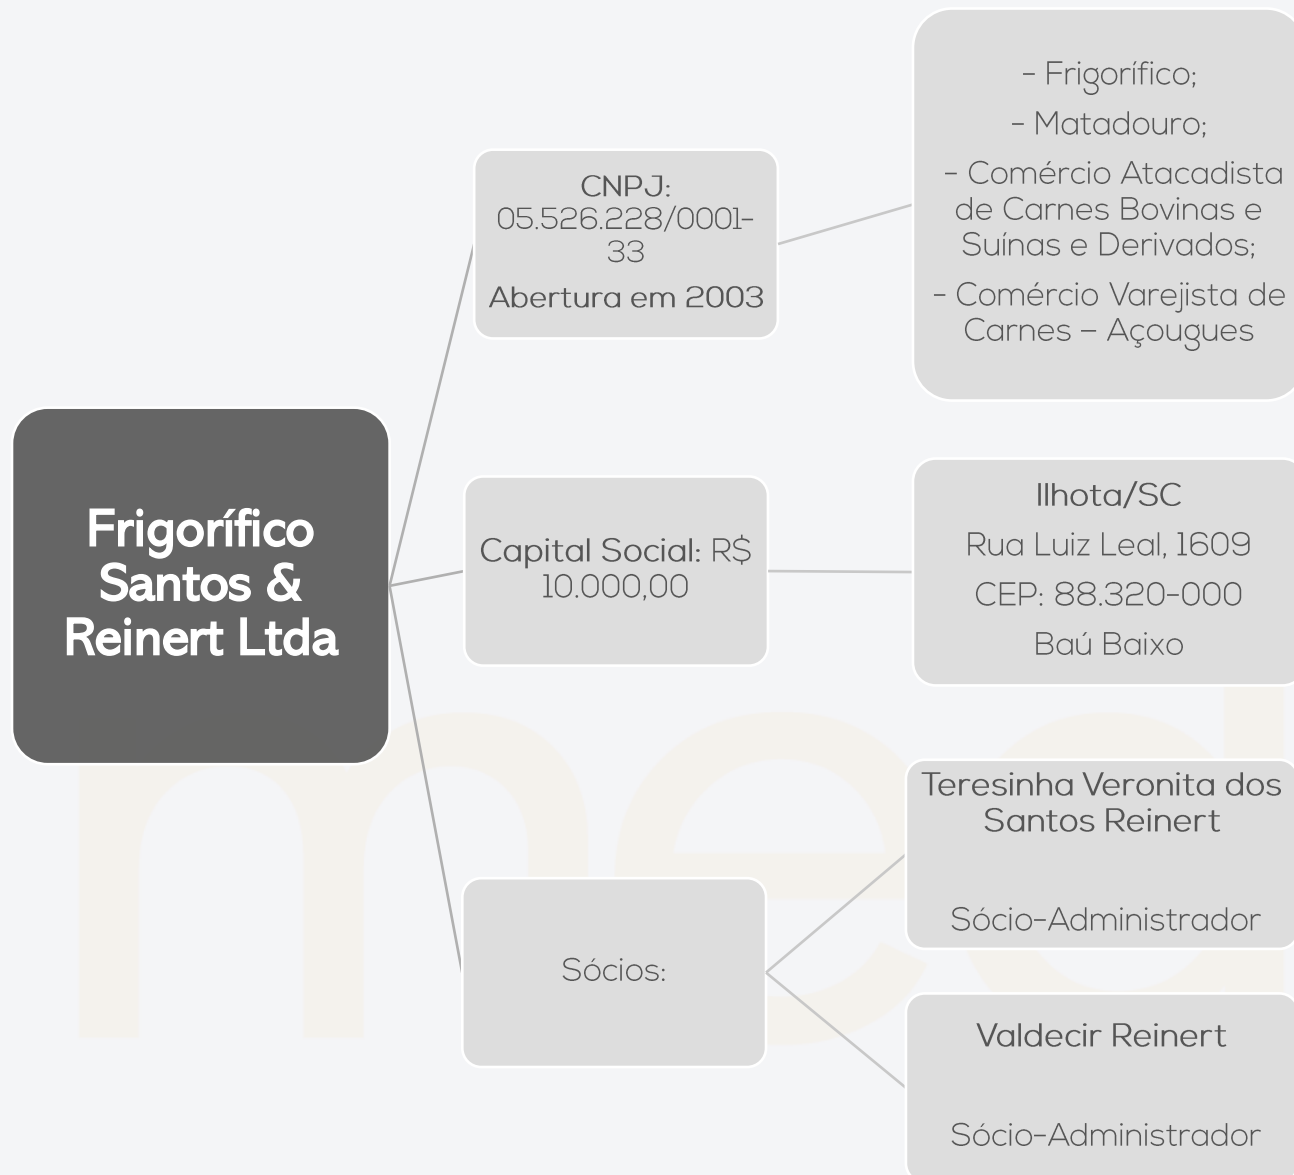 Frigorífico
Santos &
Reinert Ltda
CNPJ:
05.526.228/0001-
33
Abertura em 2003
- Frigorífico;
- Matadouro;
- Comércio Atacadista
de Carnes Bovinas e
Suínas e Derivados;
- Comércio Varejista de
Carnes – Açougues
Capital Social: R$
10.000,00
Ilhota/SC
Rua Luiz Leal, 1609
CEP: 88.320-000
Baú Baixo
Sócios:
Teresinha Veronita dos
Santos Reinert
Sócio-Administrador
Valdecir Reinert
Sócio-Administrador
med